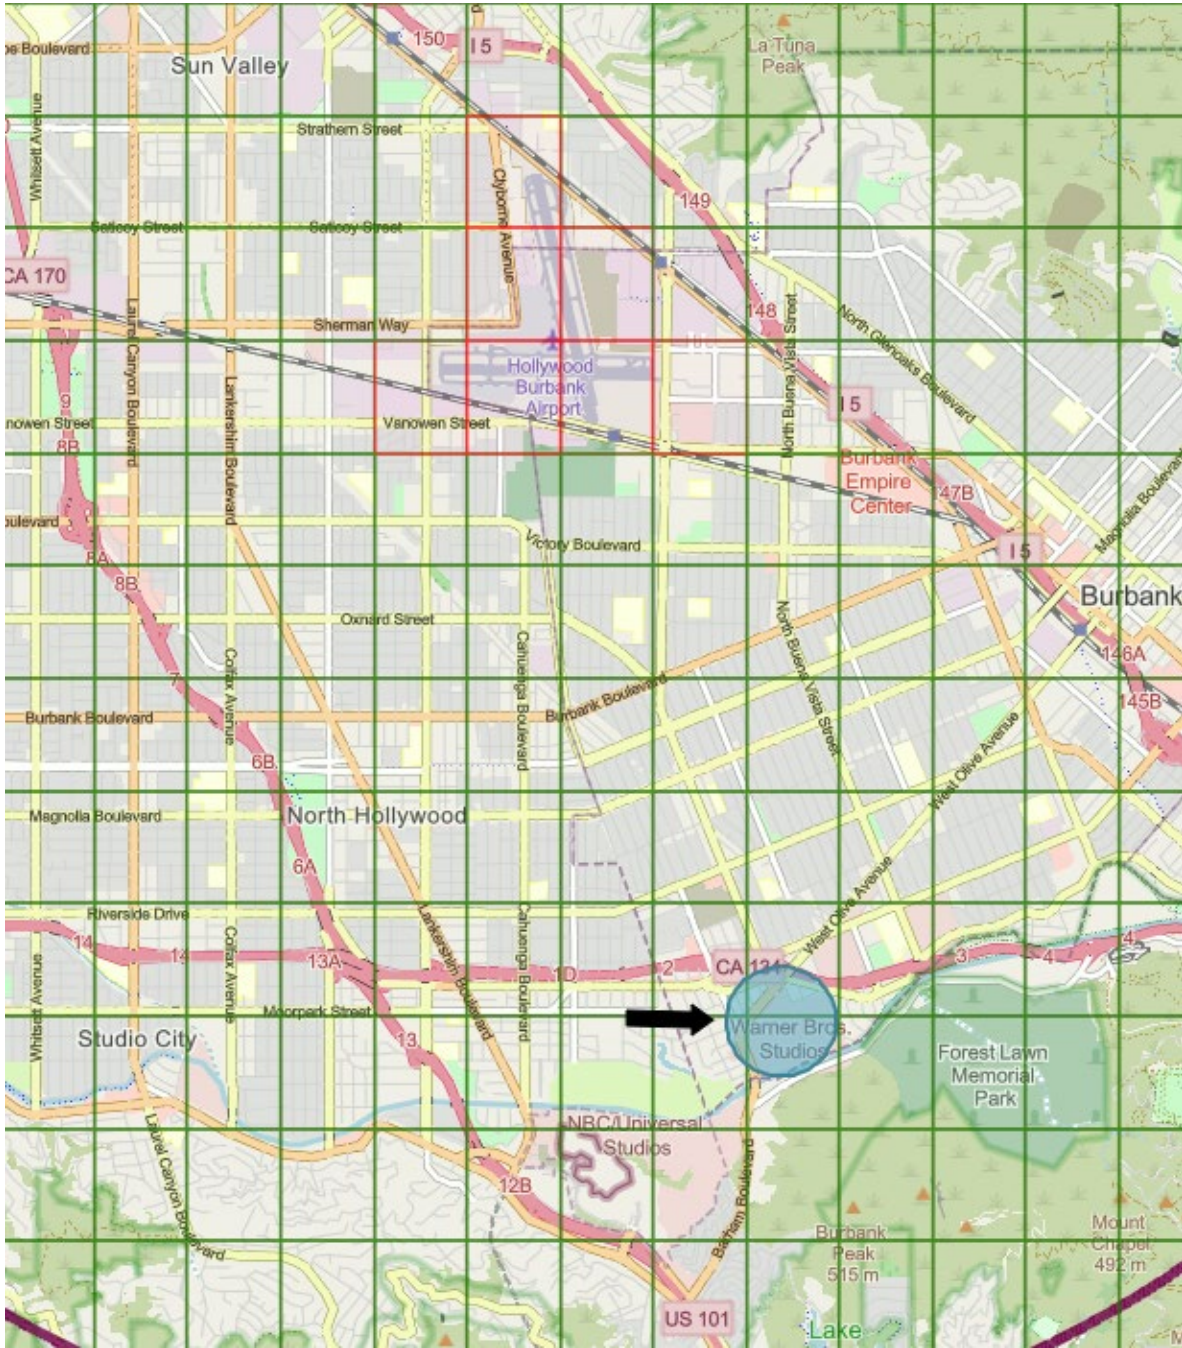 150
I 5
La Tuna
Peak
Sun Valley
Whitsett Avenue
Strathern Street
Clybourne Avenue
149
Saticoy Street
Saticoy Street
CA 170
Laurel Canyon Boulevard
Sherman Way
148
North Buena Vista Street
North Glenoaks Boulevard
Hollywood
Burbank
Airport
9
Lankershim Boulevard
Vanowen Street
8B
I 5
Burbank
Empire
Center
147B
Magnolia Boulevard
8A
8B
Victory Boulevard
I 5
Burbank
Oxnard Street
Cahuenga Boulevard
North Buena Vista Street
146A
145B
7
Colfax Avenue
Burbank Boulevard
Burbank Boulevard
6B
West Olive Avenue
Magnolia Boulevard
North Hollywood
6A
Riverside Drive
Lankershim Boulevard
Cahuenga Boulevard
West Olive Avenue
14
14
13A
1D
2
CA 134
3
4
4
Colfax Avenue
Whitsett Avenue
Moorpark Street
Studio City
13
Warner Bros.
Studios
Forest Lawn
Memorial
Park
NBC/Universal
Studios
Laurel Canyon Boulevard
12B
Barham Boulevard
Burbank
Peak
515 m
Mount
Chapel
492 m
US 101
Lake